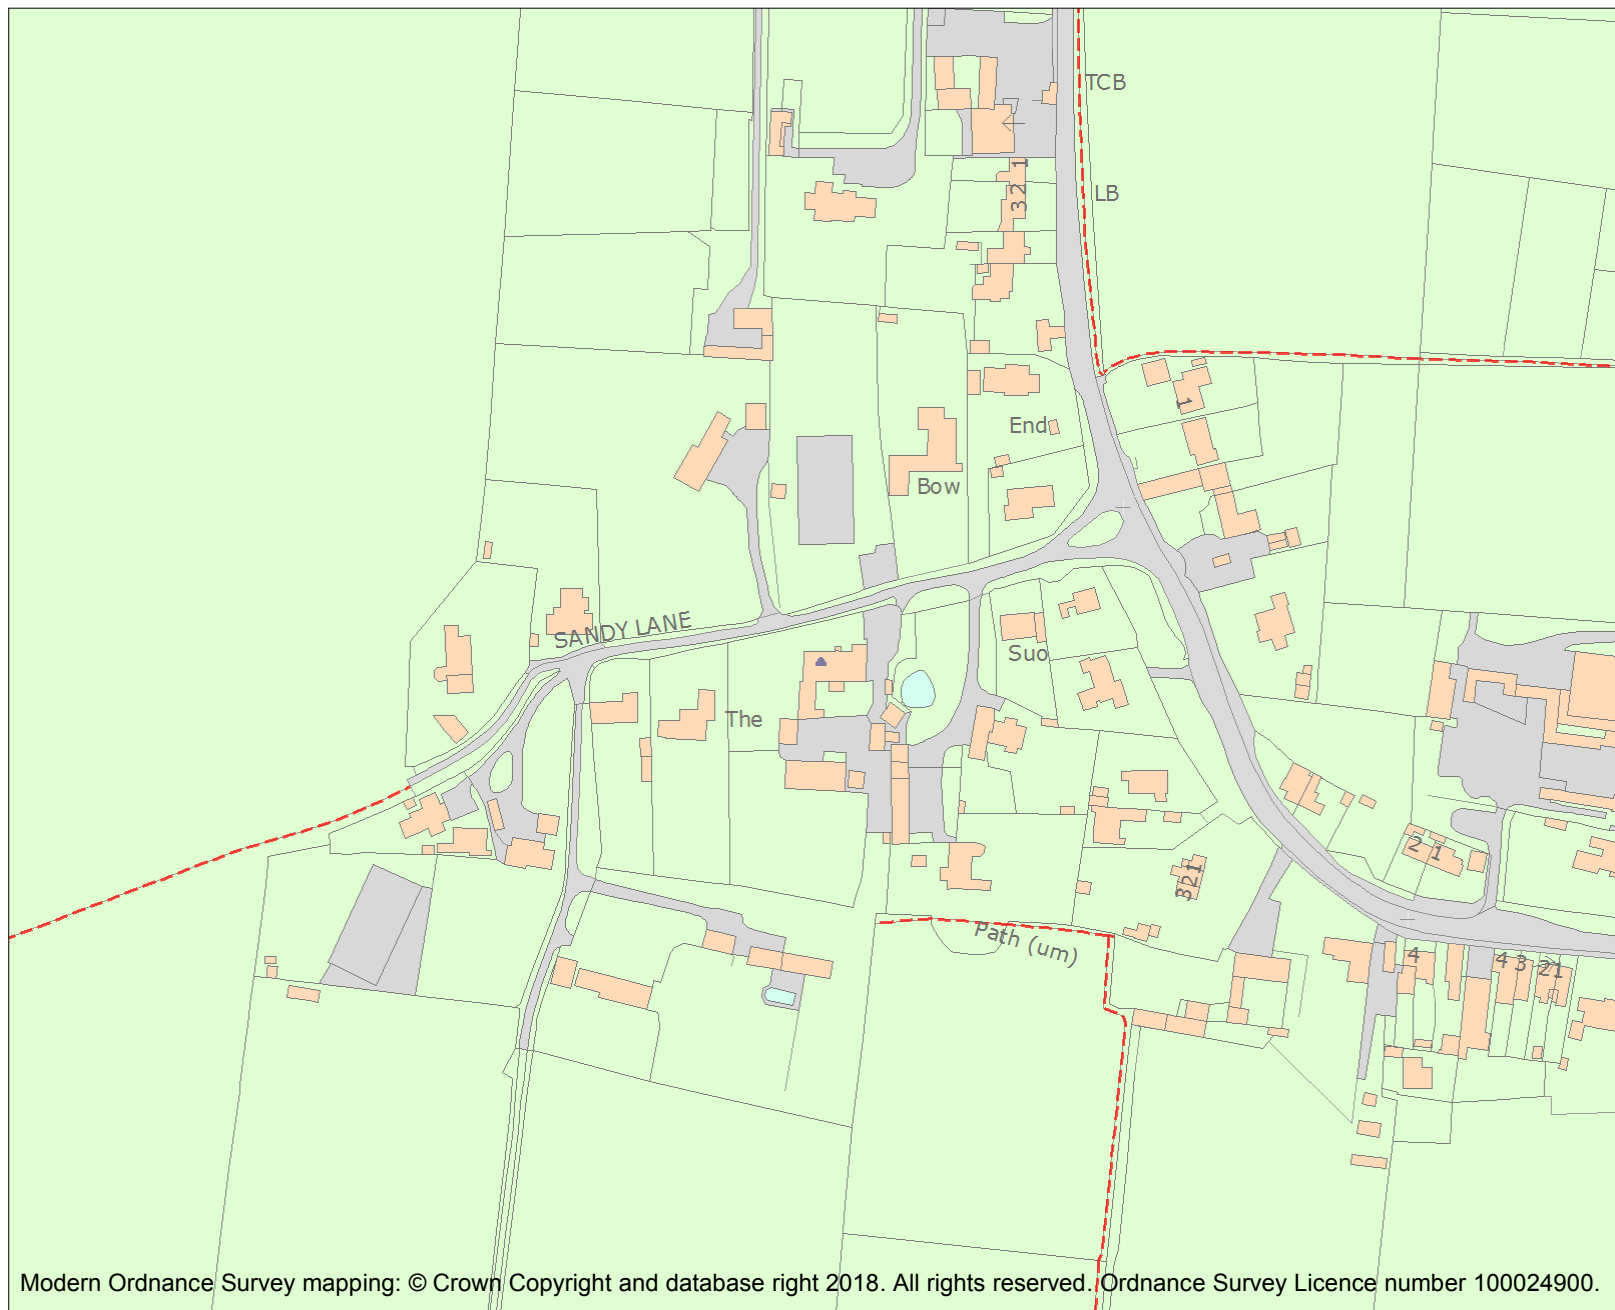 TCB
1
LB
3 2
1
End
Bow
SANDY LANE
Suo
The
2 1
321
Path (um)
4
4 3 21
Modern Ordnance Survey mapping: © Crown Copyright and database right 2018. All rights reserved. Ordnance Survey Licence number 100024900.